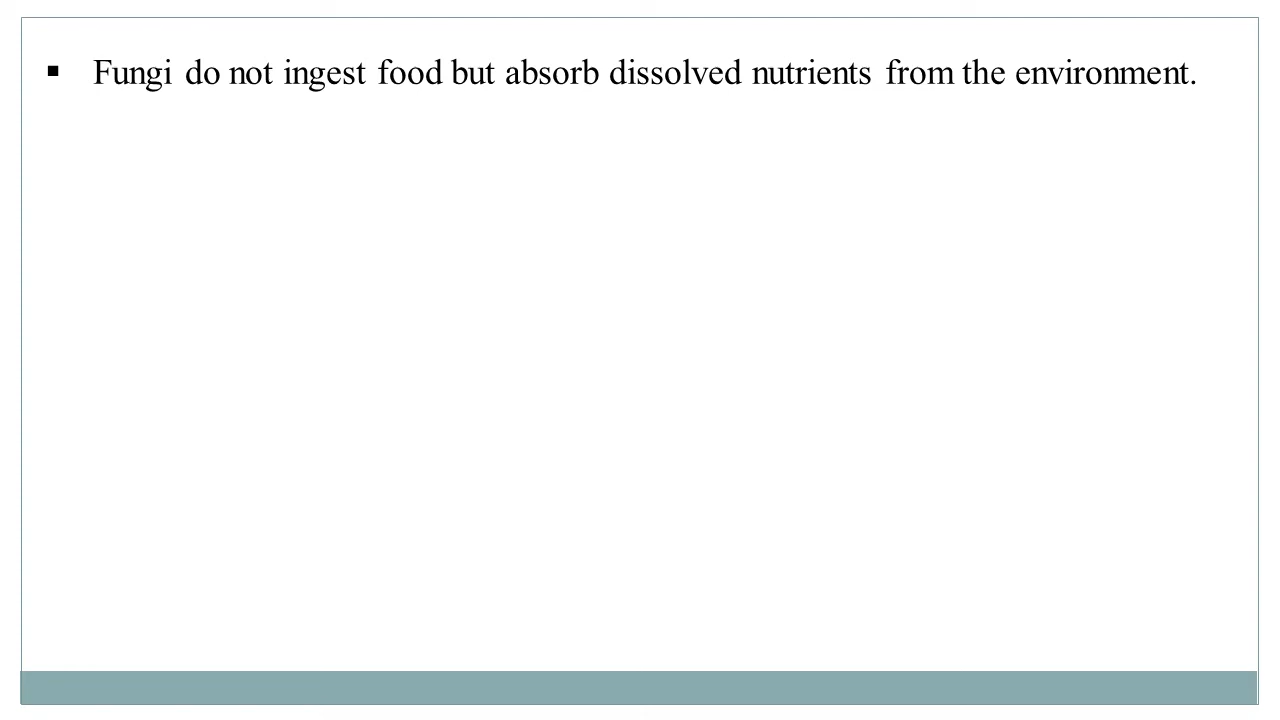 ▪ Fungi do not ingest food but absorb dissolved nutrients from the environment.